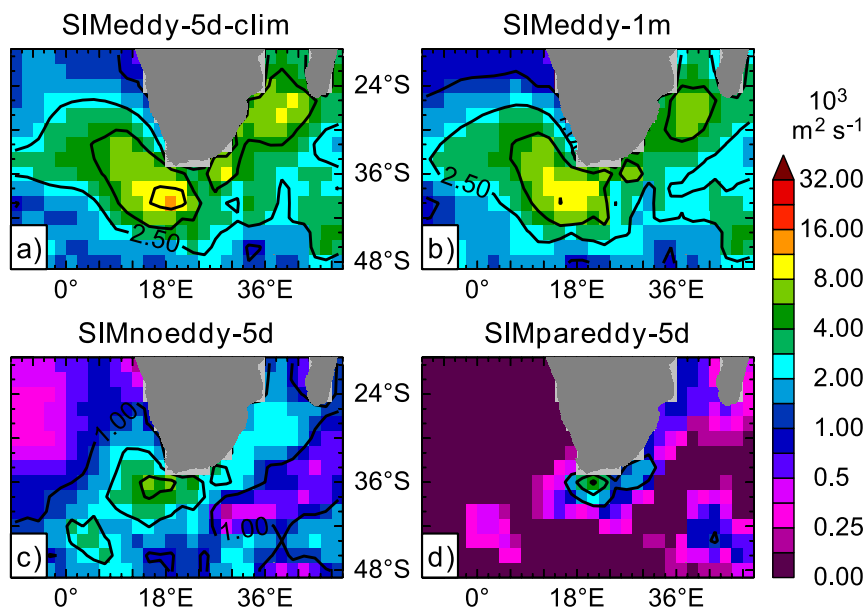 SIMeddy-5d-clim
SIMeddy-1m
24°S
36°S
48°S
2.50
a)
0°
18°E
36°E
1.00
2.50
b)
0°
18°E
36°E
10³
m² s⁻¹
32.00
16.00
8.00
4.00
2.00
1.00
0.5
0.25
0.00
SIMnoeddy-5d
SIMpareddy-5d
1.00
1.00
c)
0°
18°E
36°E
24°S
36°S
48°S
d)
0°
18°E
36°E